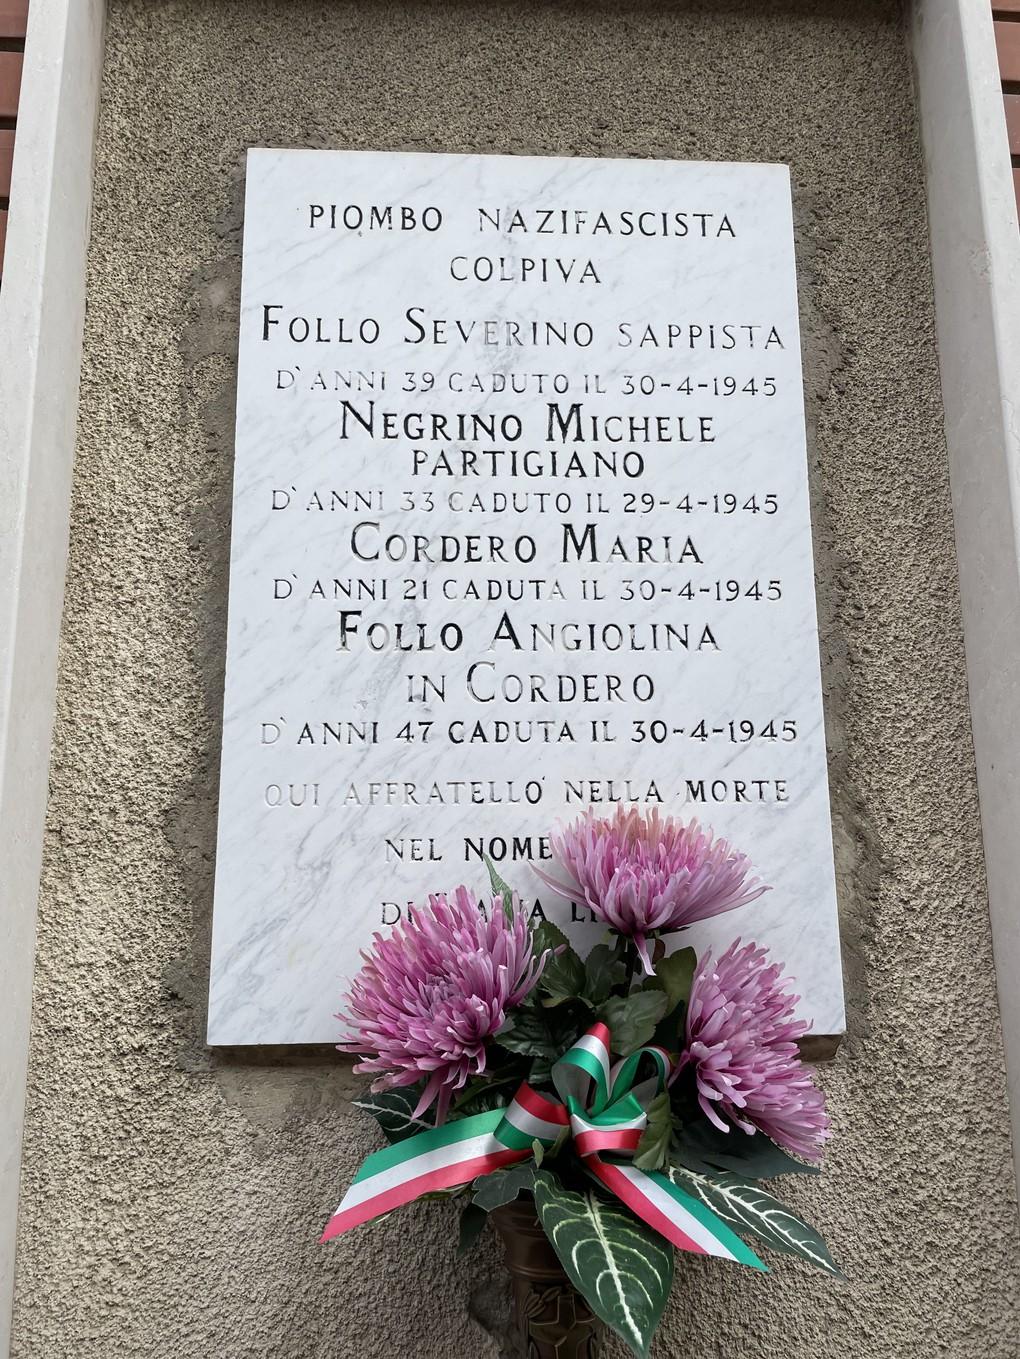 PIOMBO NAZIFASCISTA
COLPIVA
FOLLO SEVERINO SAPPISTA
D'ANNI 39 CADUTO IL 30-4-1945
NEGRINO MICHELE
PARTIGIANO
D'ANNI 33 CADUTO IL 29-4-1945
CORDERO MARIA
D'ANNI 21 CADUTA IL 30-4-1945
FOLLO ANGIOLINA
IN CORDERO
D'ANNI 47 CADUTA IL 30-4-1945
QUI AFFRATELLO' NELLA MORTE
NEL NOME